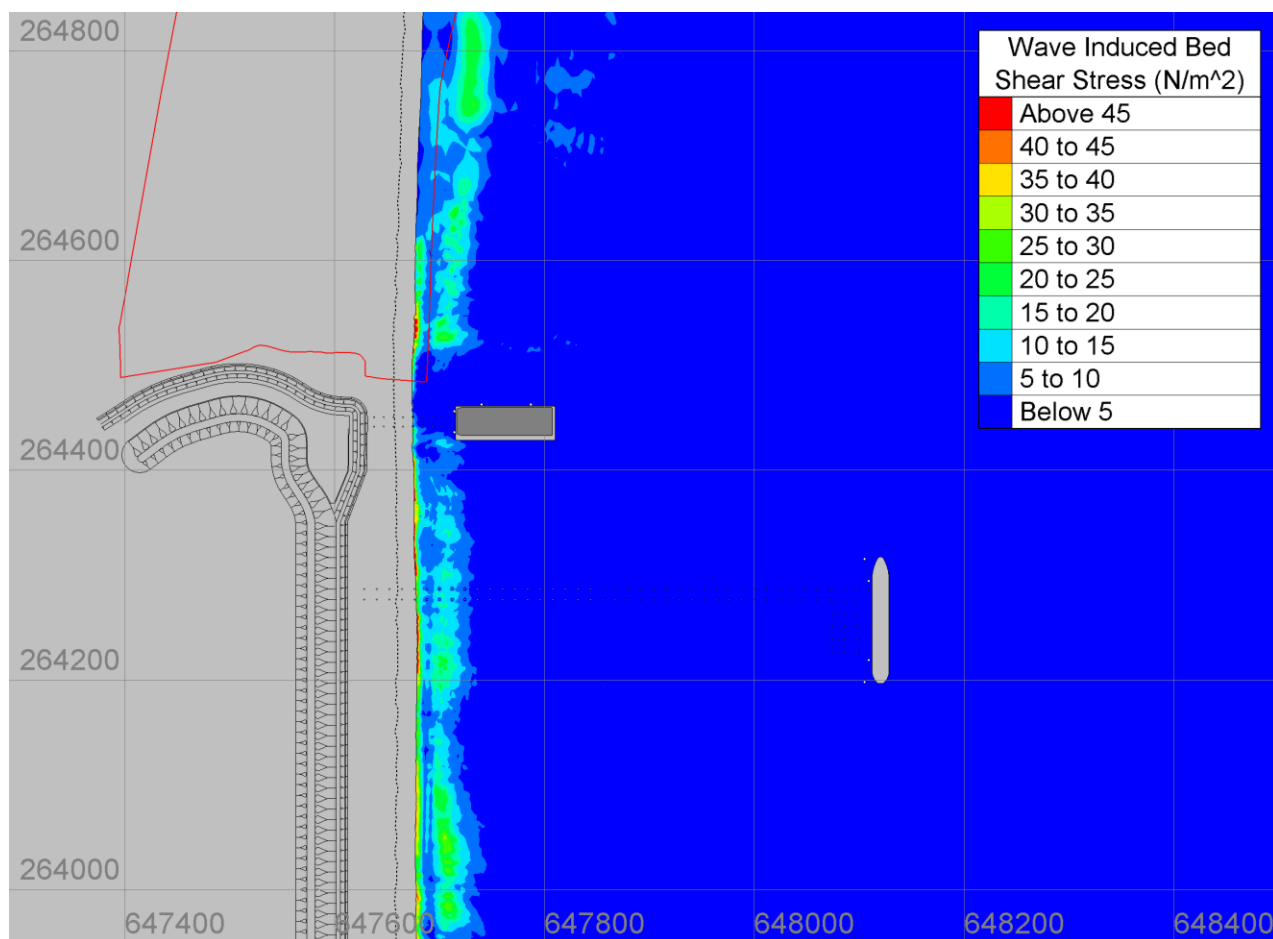 264800
264600
264400
264200
264000
647400
647600
647800
648000
648200
648400
Wave Induced Bed
Shear Stress (N/m^2)
Above 45
40 to 45
35 to 40
30 to 35
25 to 30
20 to 25
15 to 20
10 to 15
5 to 10
Below 5